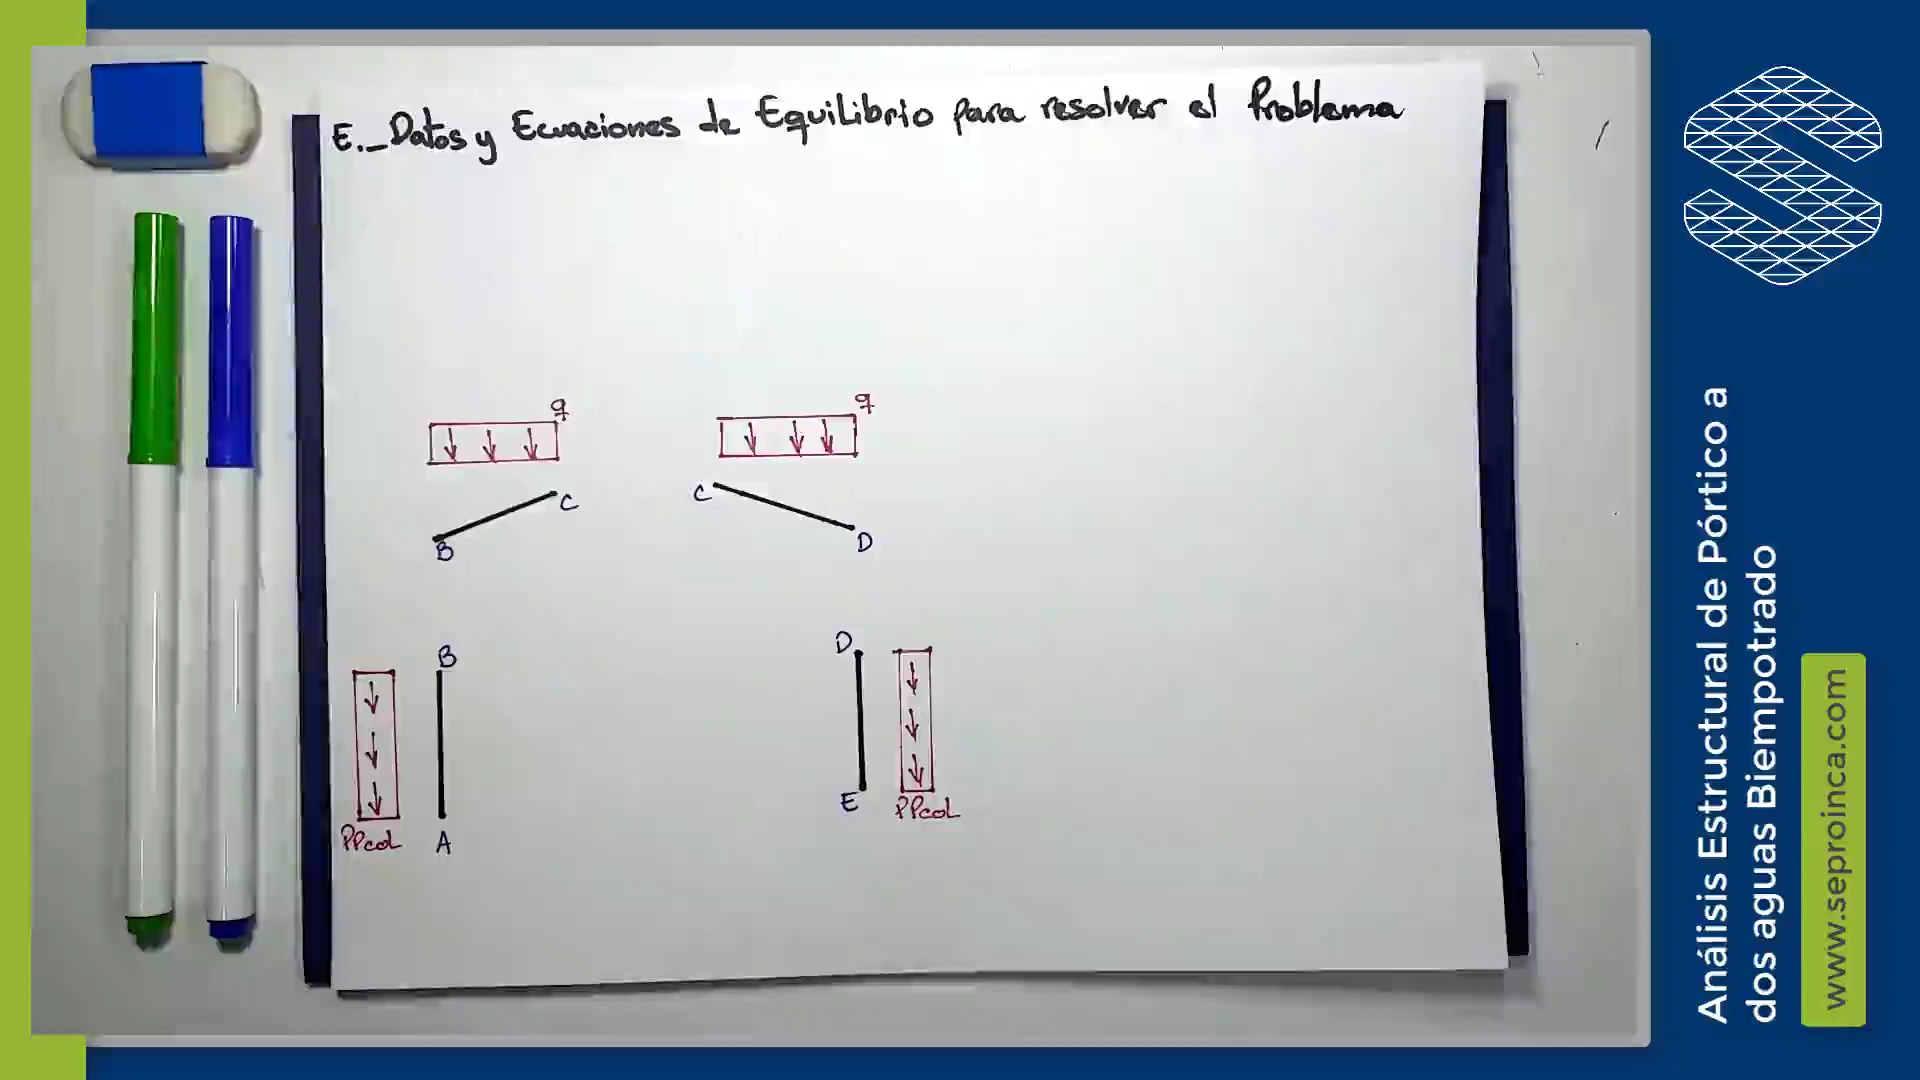 E._Datos y Ecuaciones de Equilibrio para resolver el Problema
q
q
C
B
C
D
B
A
PPcol
D
E
PPcol
Análisis Estructural de Pórtico a
dos aguas Biempotrado
www.seproinca.com